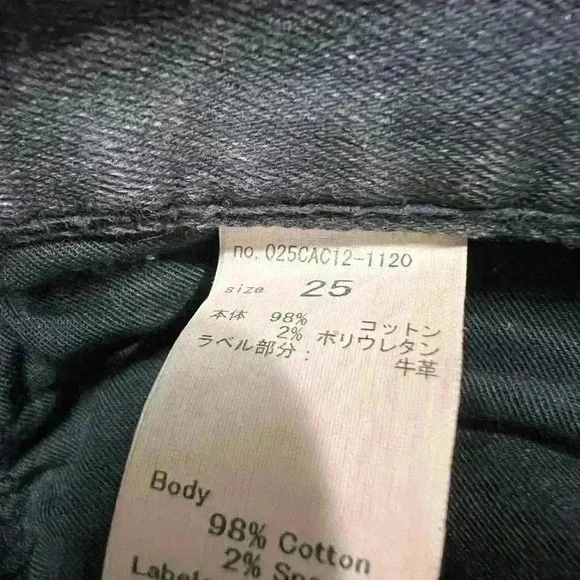 no. 025CAC12-1120
size 25
本体 98% コットン
2% ポリウレタン
ラベル部分: 牛革
Body
98% Cotton
2%